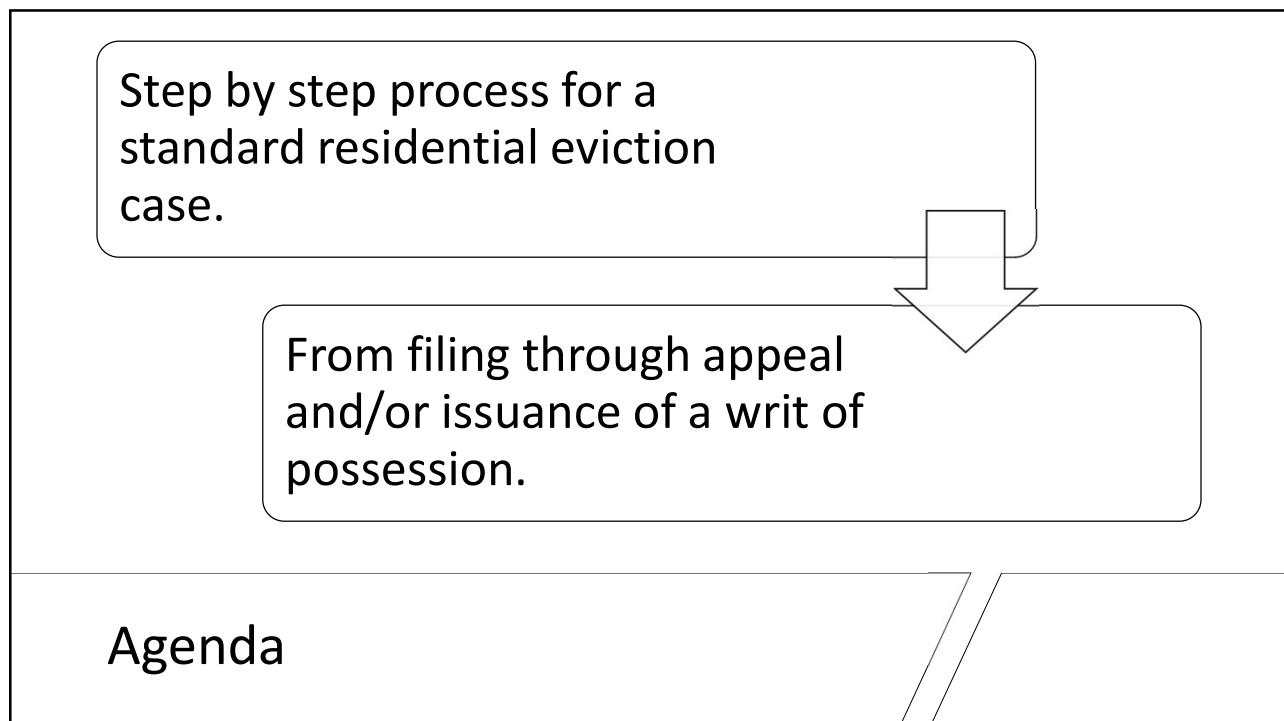 Step by step process for a
standard residential eviction
case.
From filing through appeal
and/or issuance of a writ of
possession.
Agenda